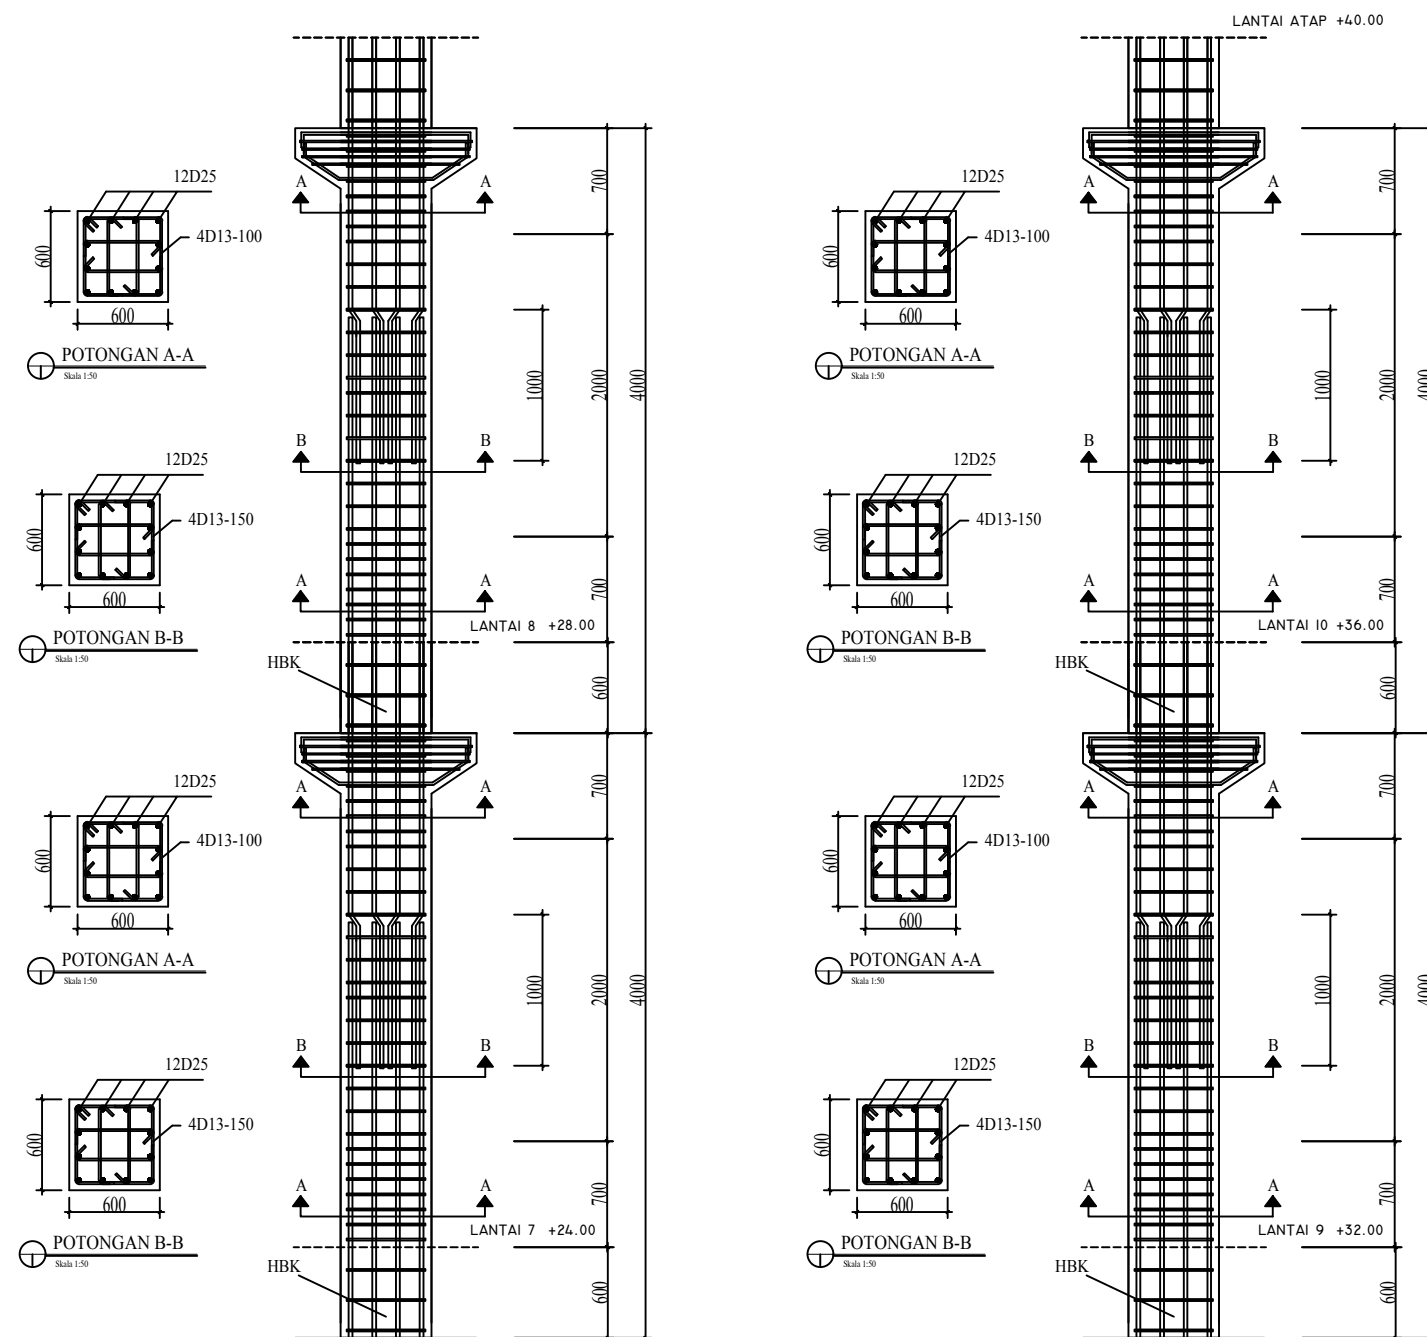 LANTAI ATAP +40.00
12D25
4D13-100
600
600
POTONGAN A-A
Skala 1:50
12D25
4D13-150
600
600
POTONGAN B-B
Skala 1:50
12D25
4D13-100
600
600
POTONGAN A-A
Skala 1:50
12D25
4D13-150
600
600
POTONGAN B-B
Skala 1:50
A A
B B
A A
LANTAI 8 +28.00
HBK
A A
B B
A A
LANTAI 7 +24.00
HBK
700
1000
2000
4000
700
600
700
1000
2000
4000
700
600
12D25
4D13-100
600
600
POTONGAN A-A
Skala 1:50
12D25
4D13-150
600
600
POTONGAN B-B
Skala 1:50
12D25
4D13-100
600
600
POTONGAN A-A
Skala 1:50
12D25
4D13-150
600
600
POTONGAN B-B
Skala 1:50
A A
B B
A A
LANTAI 10 +36.00
HBK
A A
B B
A A
LANTAI 9 +32.00
HBK
700
1000
2000
4000
700
600
700
1000
2000
4000
700
600